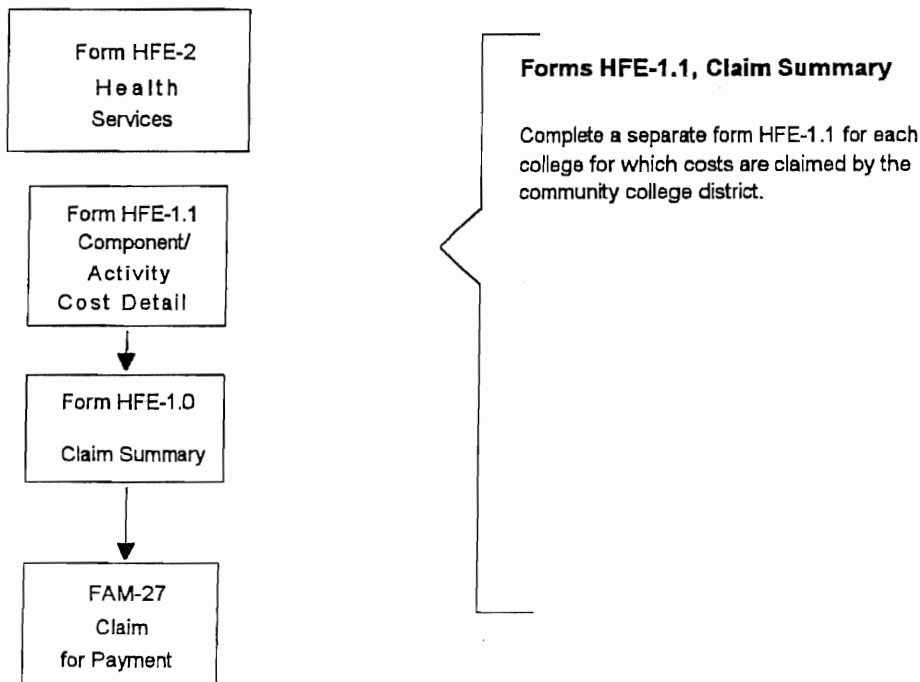 Form HFE-2
Health
Services
Form HFE-1.1
Component/
Activity
Cost Detail
Form HFE-1.0
Claim Summary
FAM-27
Claim
for Payment
Forms HFE-1.1, Claim Summary
Complete a separate form HFE-1.1 for each
college for which costs are claimed by the
community college district.